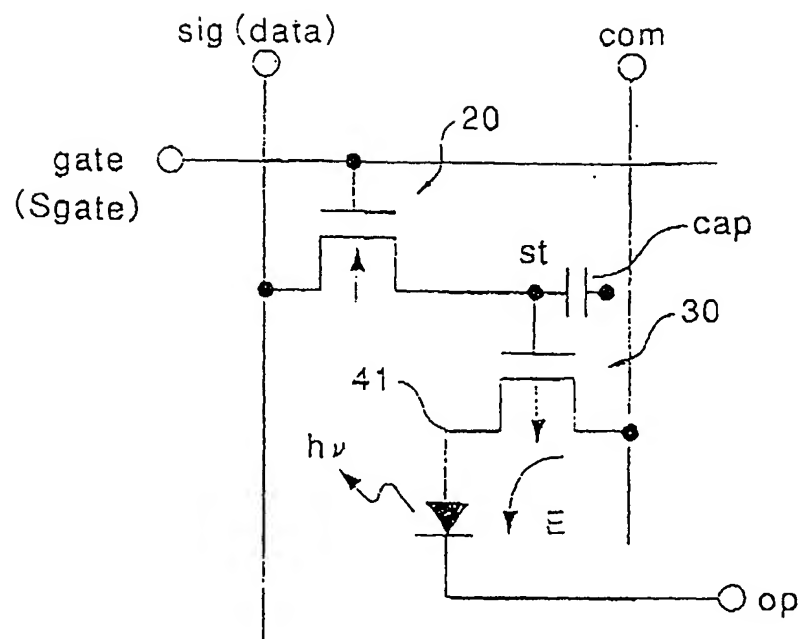 sig (data)
com
20
gate
(Sgate)
cap
st
30
41
hν
E
op